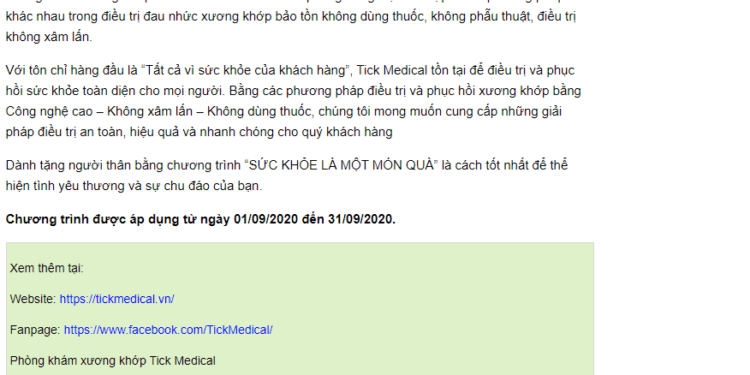 khác nhau trong điều trị đau nhức xương khớp bảo tồn không dùng thuốc, không phẫu thuật, điều trị
không xâm lấn.
Với tôn chỉ hàng đầu là “Tất cả vì sức khỏe của khách hàng”, Tick Medical tồn tại để điều trị và phục
hồi sức khỏe toàn diện cho mọi người. Bằng các phương pháp điều trị và phục hồi xương khớp bằng
Công nghệ cao – Không xâm lấn – Không dùng thuốc, chúng tôi mong muốn cung cấp những giải
pháp điều trị an toàn, hiệu quả và nhanh chóng cho quý khách hàng
Dành tặng người thân bằng chương trình “SỨC KHỎE LÀ MỘT MÓN QUÀ” là cách tốt nhất để thể
hiện tình yêu thương và sự chu đáo của bạn.
Chương trình được áp dụng từ ngày 01/09/2020 đến 31/09/2020.
Xem thêm tại:
Website: https://tickmedical.vn/
Fanpage: https://www.facebook.com/TickMedical/
Phòng khám xương khớp Tick Medical